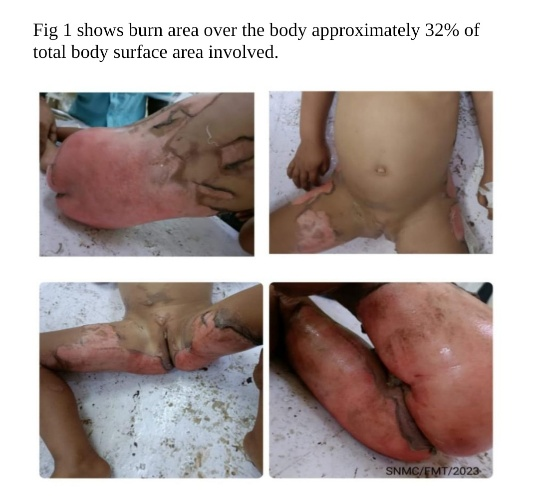 Fig 1 shows burn area over the body approximately 32% of
total body surface area involved.
SNMC/FMT/2023